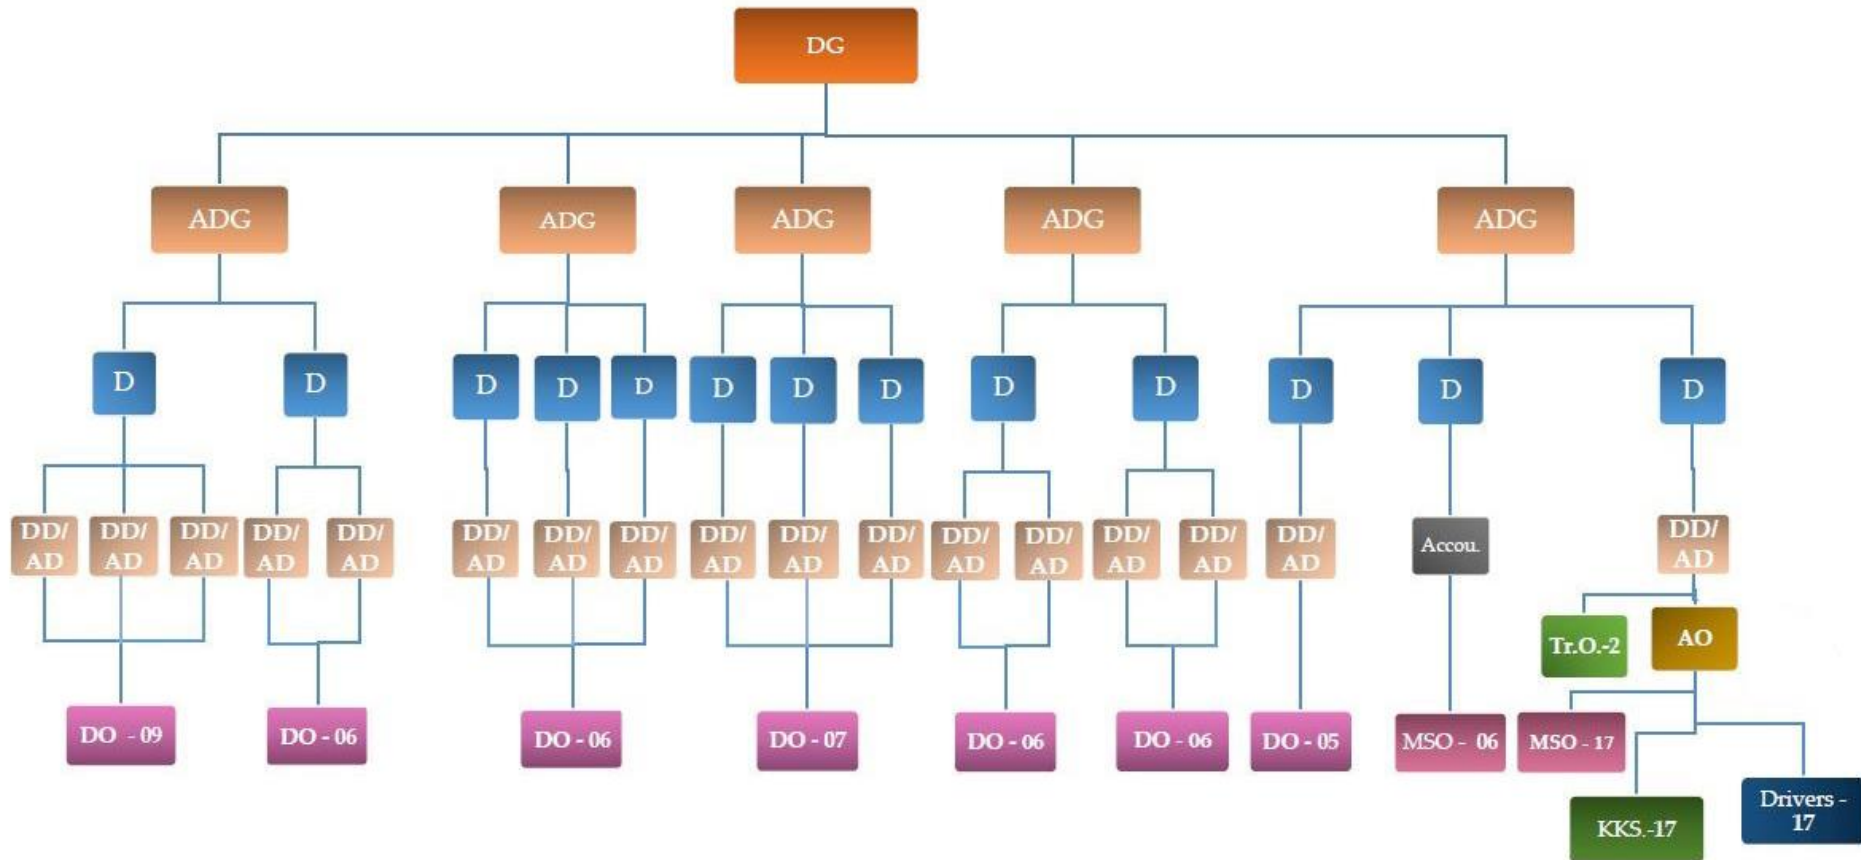 DG
ADG
ADG
ADG
ADG
ADG
D
D
D
D
D
D
D
D
D
D
D
D
D
DD/
AD
DD/
AD
DD/
AD
DD/
AD
DD/
AD
DD/
AD
DD/
AD
DD/
AD
DD/
AD
DD/
AD
DD/
AD
DD/
AD
DD/
AD
DD/
AD
DD/
AD
DD/
AD
Accou.
DD/
AD
Tr.O.-2
AO
DO - 09
DO - 06
DO - 06
DO - 07
DO - 06
DO - 06
DO - 05
MSO - 06
MSO - 17
KKS.-17
Drivers -
17